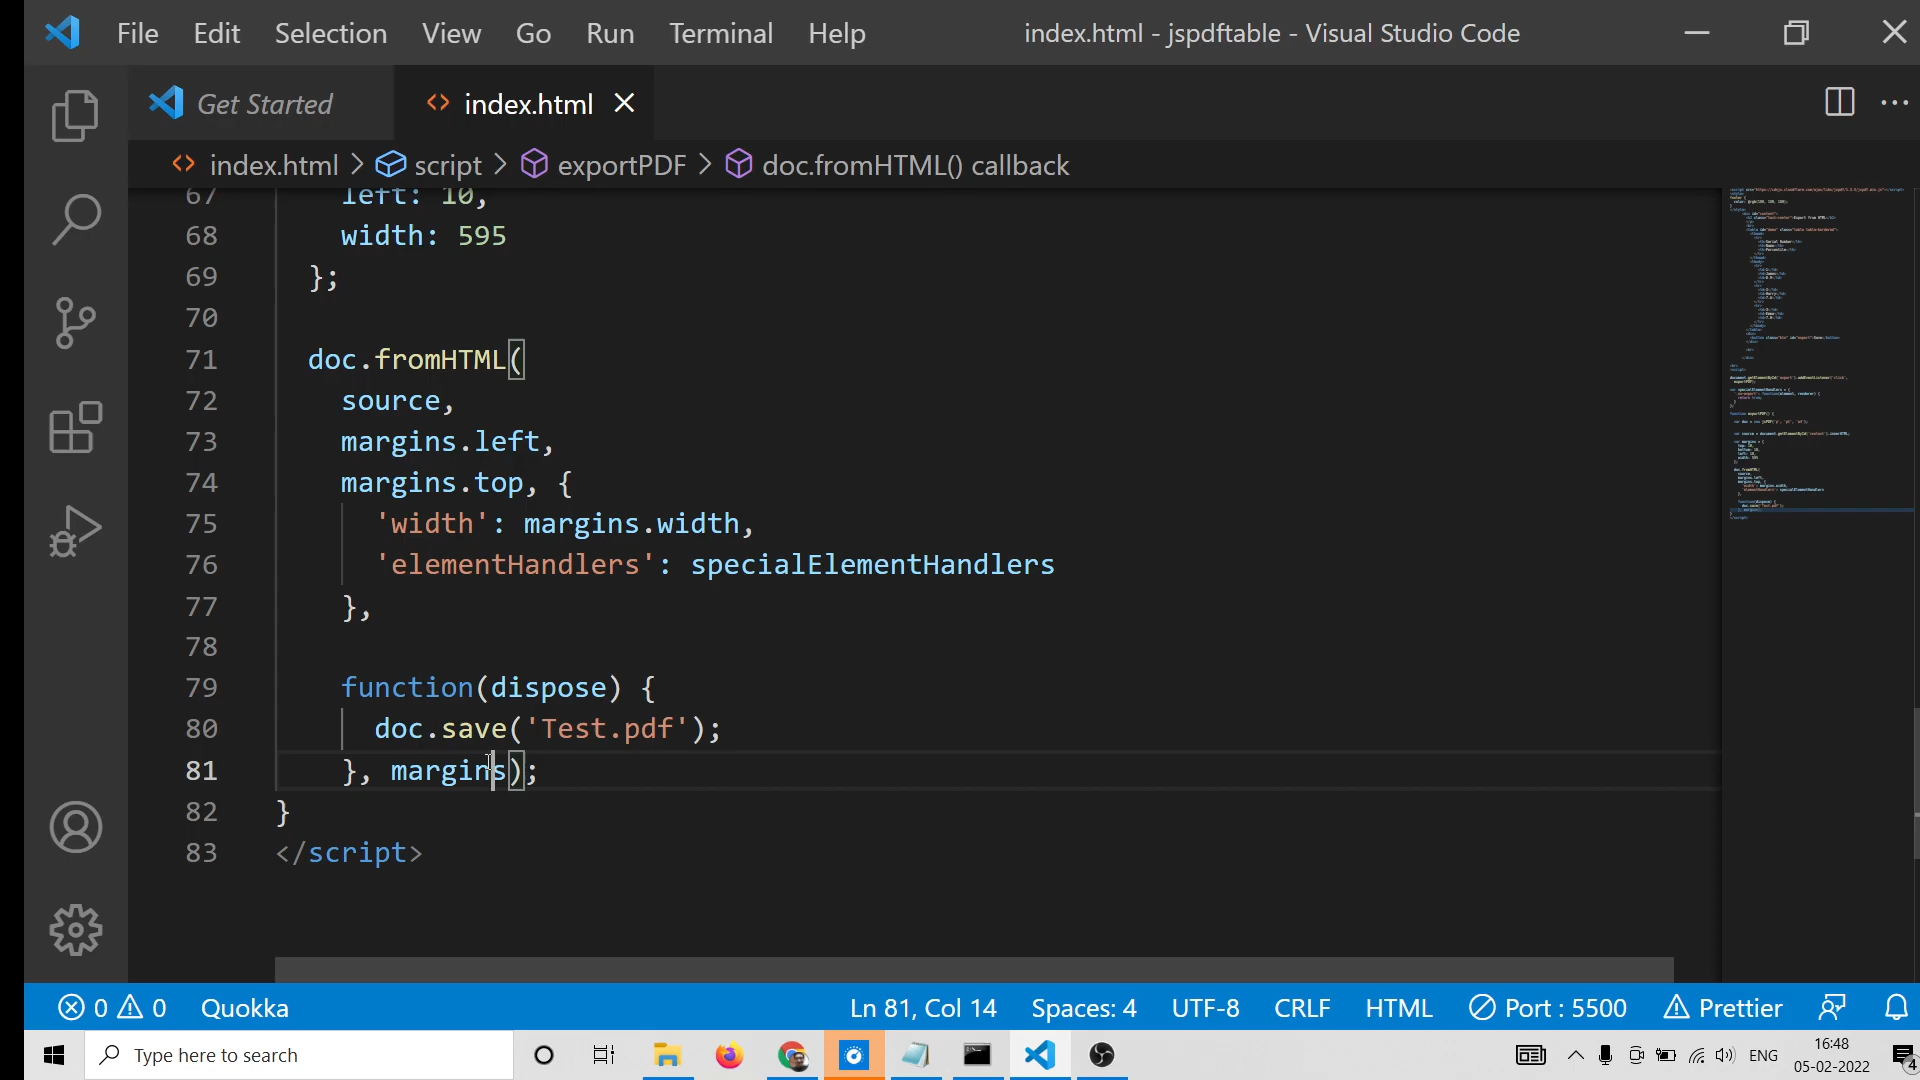 File Edit Selection View Go Run Terminal Help index.html - jspdftable - Visual Studio Code
Get Started index.html
index.html > script > exportPDF > doc.fromHTML() callback
67 left: 10,
68 width: 595
69 };
70
71 doc.fromHTML(
72 source,
73 margins.left,
74 margins.top, {
75 'width': margins.width,
76 'elementHandlers': specialElementHandlers
77 },
78
79 function(dispose) {
80 doc.save('Test.pdf');
81 }, margins);
82 }
83 </script>
0 0 Quokka Ln 81, Col 14 Spaces: 4 UTF-8 CRLF HTML Port : 5500 Prettier
Type here to search ENG 16:48
05-02-2022 4